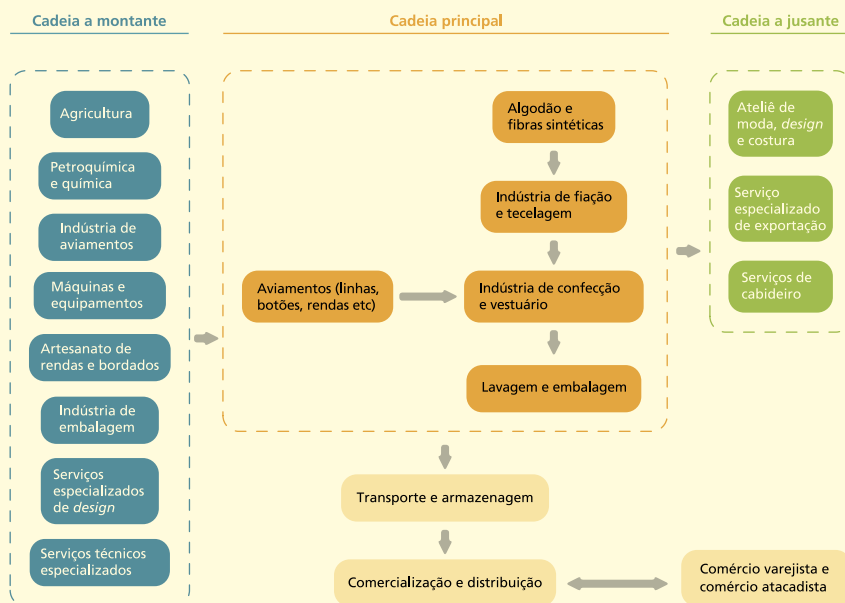 Cadeia a montante
Agricultura
Petroquímica
e química
Indústria de
aviamentos
Máquinas e
equipamentos
Artesanato de
rendas e bordados
Indústria de
embalagem
Serviços
especializados
de design
Serviços técnicos
especializados
Cadeia principal
Algodão e
fibras sintéticas
Indústria de fiação
e tecelagem
Aviamentos (linhas,
botões, rendas etc)
Indústria de confecção
e vestuário
Lavagem e embalagem
Transporte e armazenagem
Comercialização e distribuição
Comércio varejista e
comércio atacadista
Cadeia a jusante
Ateliê de
moda, design
e costura
Serviço
especializado
de exportação
Serviços de
cabideiro